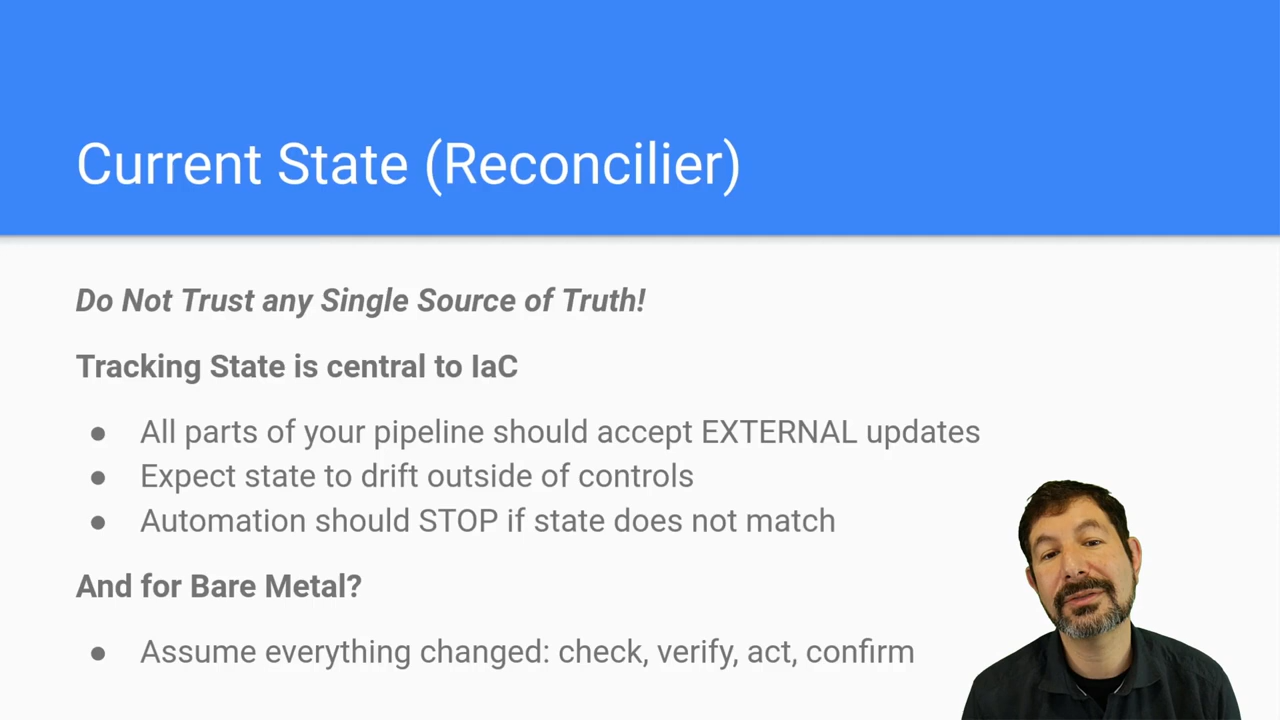 Current State (Reconcilier)
Do Not Trust any Single Source of Truth!
Tracking State is central to IaC
● All parts of your pipeline should accept EXTERNAL updates
● Expect state to drift outside of controls
● Automation should STOP if state does not match
And for Bare Metal?
● Assume everything changed: check, verify, act, confirm